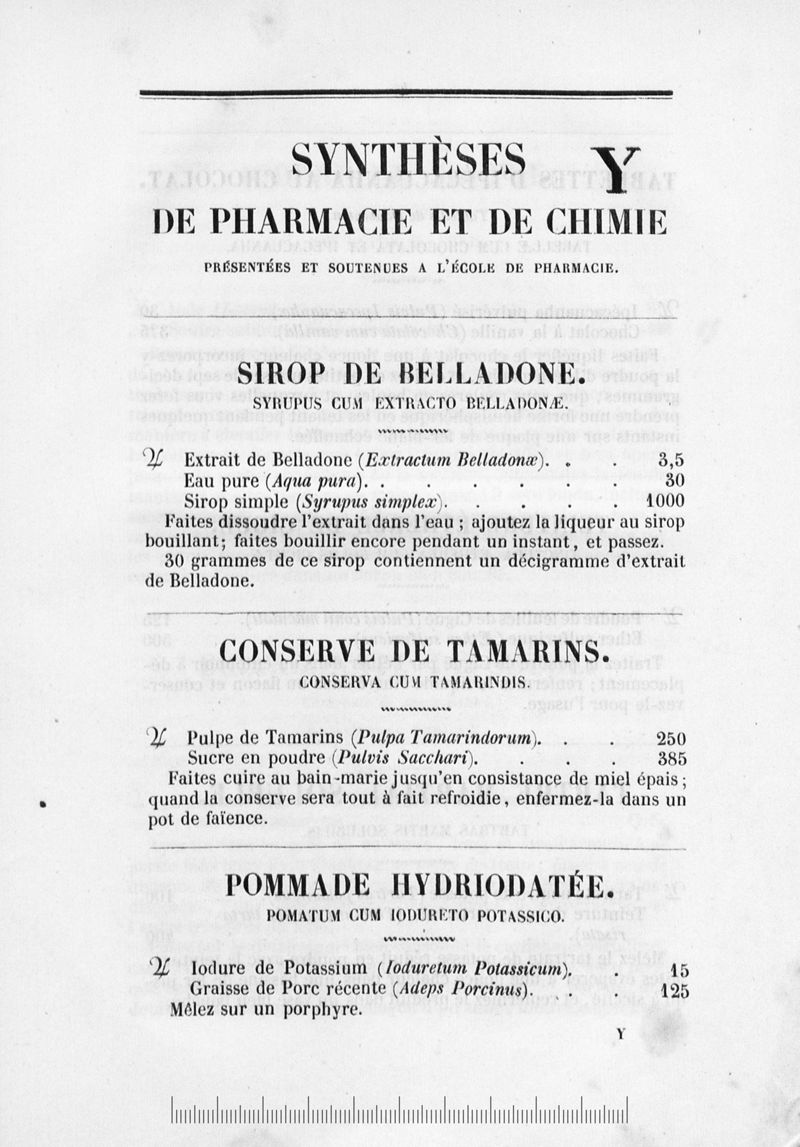 SYNTHÈSES Y
DE PHARMACIE ET DE CHIMIE
PRÉSENTÉES ET SOUTENUES A L'ÉCOLE DE PHARMACIE.
SIROP DE BELLADONE.
SYRUPUS CUM EXTRACTO BELLADONÆ.
♃ Extrait de Belladone (Extractum Belladonæ). . . 3,5
Eau pure (Aqua pura). . . . . . . 30
Sirop simple (Syrupus simplex). . . . . 1000
Faites dissoudre l'extrait dans l'eau ; ajoutez la liqueur au sirop
bouillant ; faites bouillir encore pendant un instant, et passez.
30 grammes de ce sirop contiennent un décigramme d'extrait
de Belladone.
CONSERVE DE TAMARINS.
CONSERVA CUM TAMARINDIS.
♃ Pulpe de Tamarins (Pulpa Tamarindorum). . . 250
Sucre en poudre (Pulvis Sacchari). . . . 385
Faites cuire au bain-marie jusqu'en consistance de miel épais ;
quand la conserve sera tout à fait refroidie, enfermez-la dans un
pot de faïence.
POMMADE HYDRIODATÉE.
POMATUM CUM IODURETO POTASSICO.
♃ Iodure de Potassium (Ioduretum Potassicum). . 15
Graisse de Porc récente (Adeps Porcinus). . . 125
Mêlez sur un porphyre.
Y